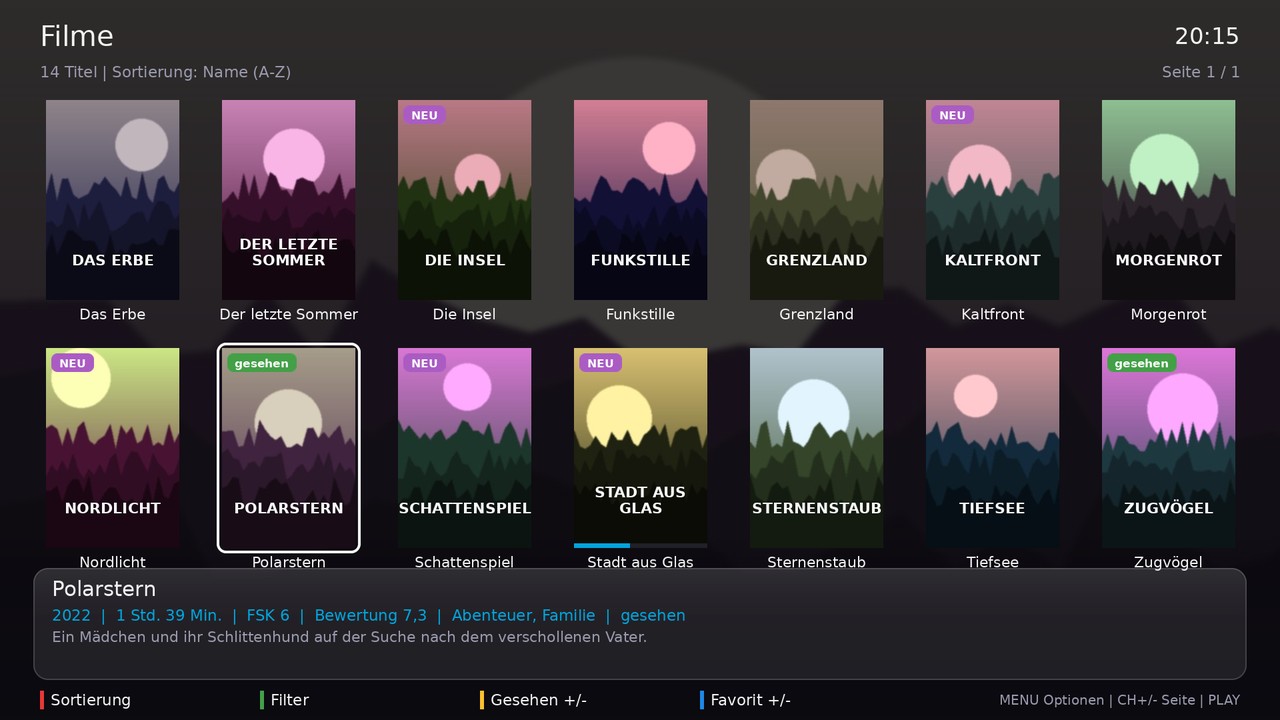 Filme
20:15
14 Titel | Sortierung: Name (A-Z)
Seite 1 / 1
DAS ERBE
DER LETZTE
SOMMER
NEU
DIE INSEL
FUNKSTILLE
GRENZLAND
NEU
KALTFRONT
MORGENROT
Das Erbe
Der letzte Sommer
Die Insel
Funkstille
Grenzland
Kaltfront
Morgenrot
NEU
NORDLICHT
gesehen
POLARSTERN
NEU
SCHATTENSPIEL
NEU
STADT AUS
GLAS
STERNENSTAUB
TIEFSEE
gesehen
ZUGVÖGEL
Nordlicht
Polarstern
Schattenspiel
Stadt aus Glas
Sternenstaub
Tiefsee
Zugvögel
Polarstern
2022 | 1 Std. 39 Min. | FSK 6 | Bewertung 7,3 | Abenteuer, Familie | gesehen
Ein Mädchen und ihr Schlittenhund auf der Suche nach dem verschollenen Vater.
Sortierung
Filter
Gesehen +/-
Favorit +/-
MENU Optionen | CH+/- Seite | PLAY